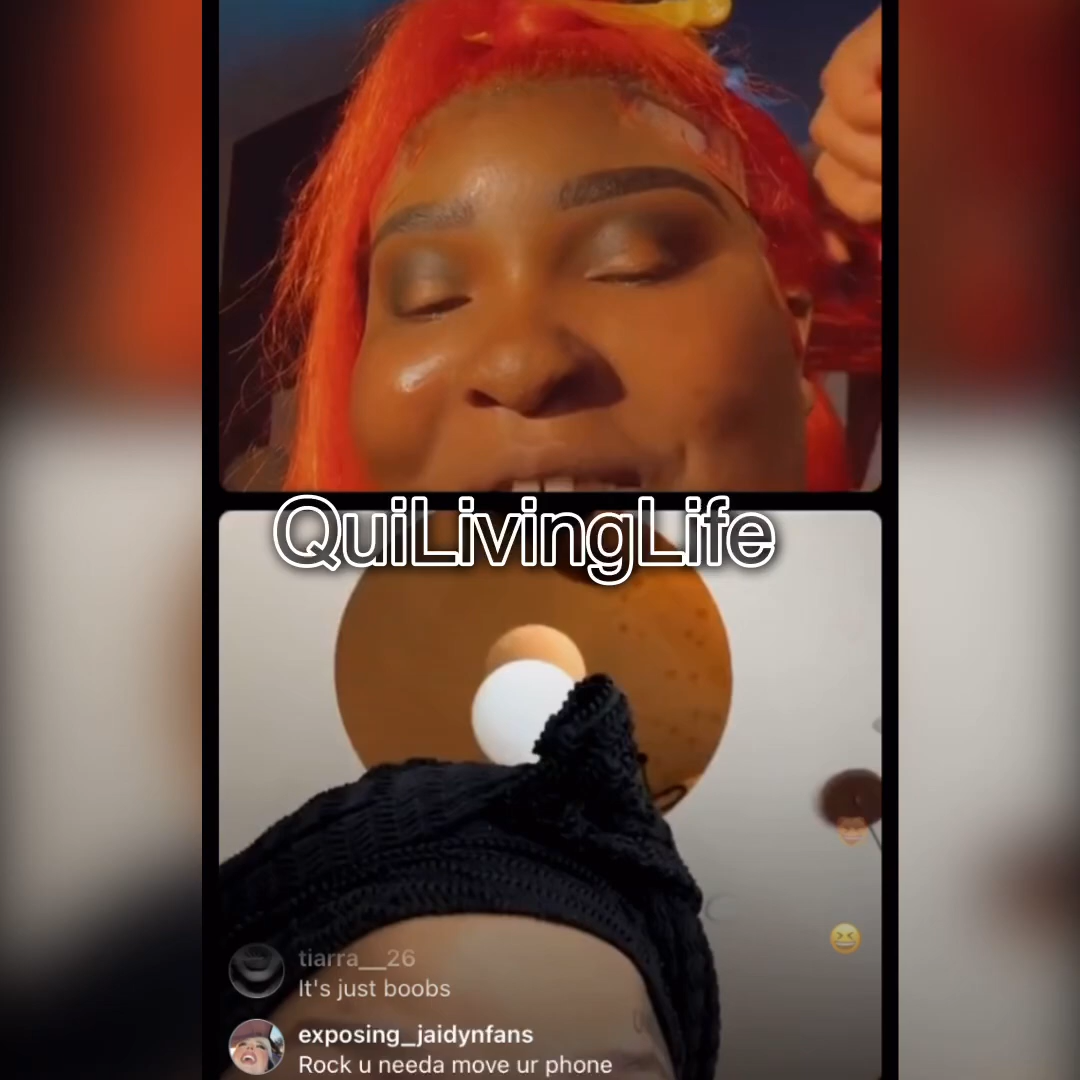 QuiLivingLife
tiarra__26
It's just boobs
exposing_jaidynfans
Rock u needa move ur phone